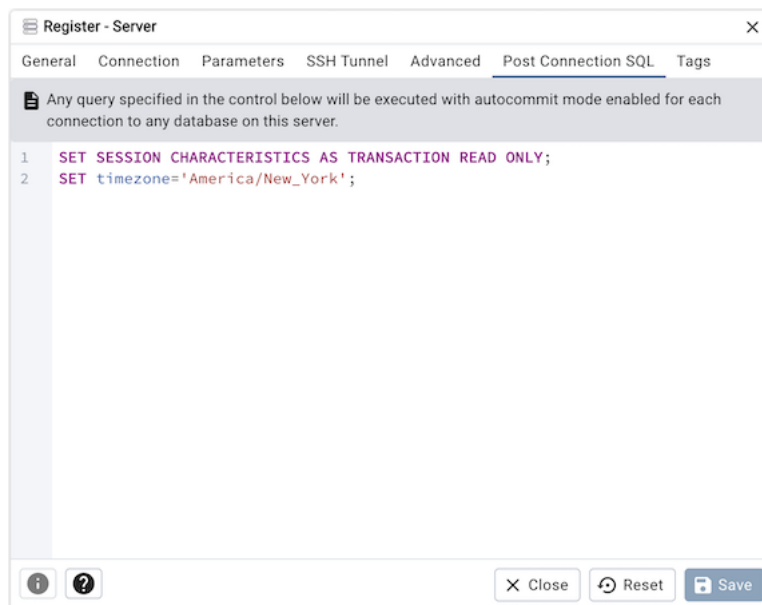 Register - Server
General Connection Parameters SSH Tunnel Advanced Post Connection SQL Tags
Any query specified in the control below will be executed with autocommit mode enabled for each
connection to any database on this server.
1 SET SESSION CHARACTERISTICS AS TRANSACTION READ ONLY;
2 SET timezone='America/New_York';
Close Reset Save